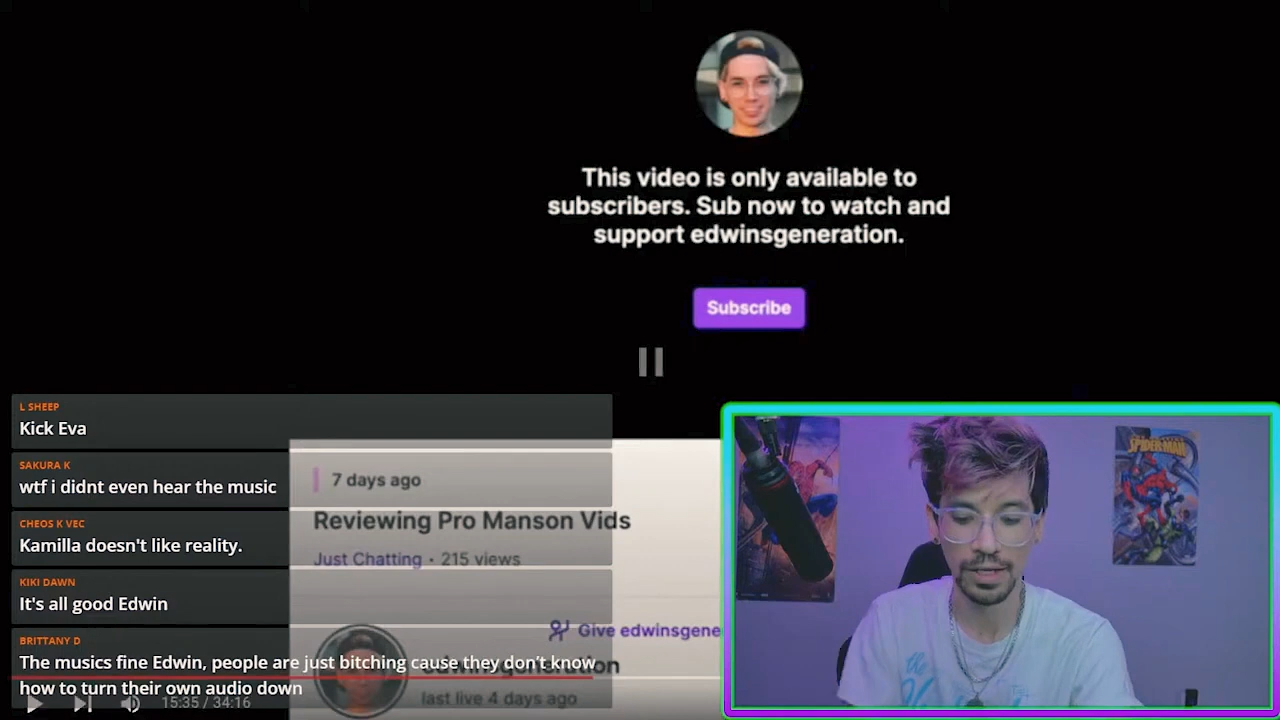 This video is only available to
subscribers. Sub now to watch and
support edwinsgeneration.
Subscribe
L SHEEP
Kick Eva
SAKURA K
wtf i didnt even hear the music
CHEOS K VEC
Kamilla doesn't like reality.
KIKI DAWN
It's all good Edwin
BRITTANY D
The musics fine Edwin, people are just bitching cause they don't know
how to turn their own audio down
7 days ago
Reviewing Pro Manson Vids
Just Chatting · 215 views
Give edwinsgene
last live 4 days ago
15:35 / 34:16
SPIDER-MAN